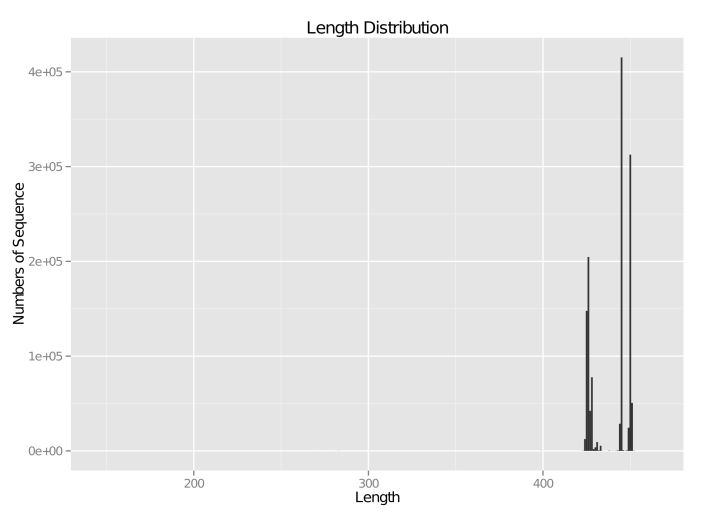 Length Distribution
4e+05
3e+05
2e+05
1e+05
0e+00
Numbers of Sequence
200
300
400
Length